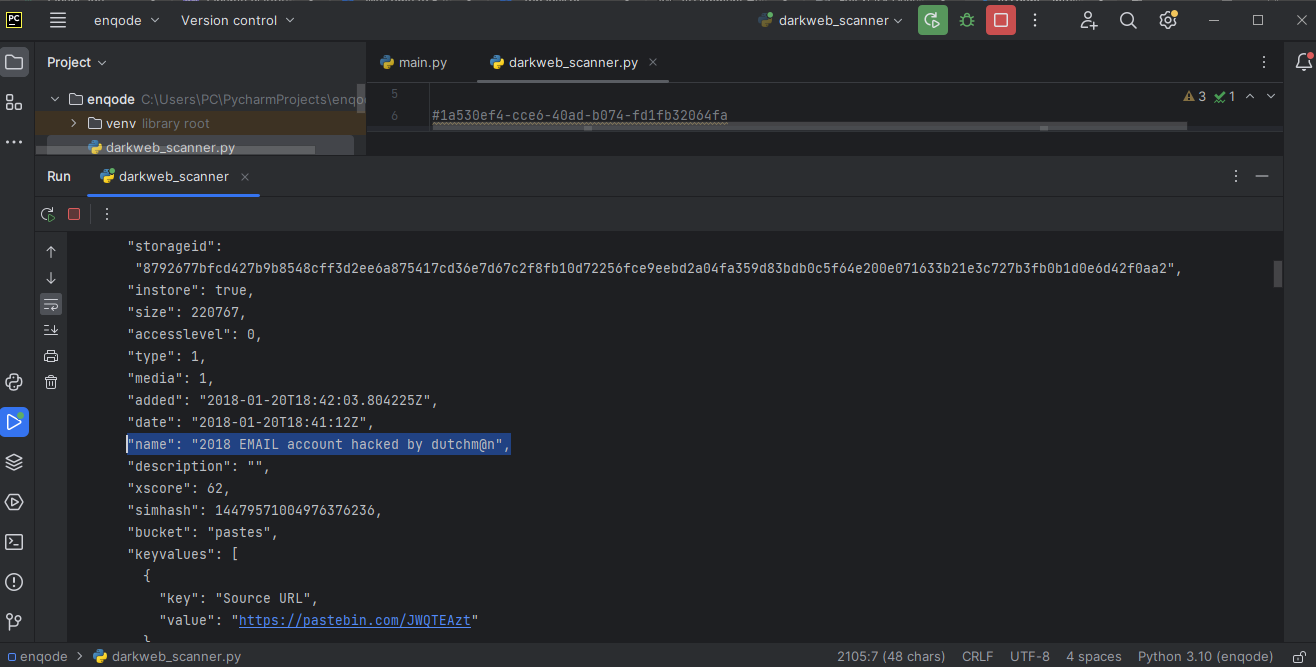 PC enqode Version control darkweb_scanner
Project
main.py darkweb_scanner.py
enqode C:\Users\PC\PycharmProjects\enqo
5
3 1
venv library root
6 #1a530ef4-cce6-40ad-b074-fd1fb32064fa
darkweb_scanner.py
Run darkweb_scanner
"storageid":
"8792677bfcd427b9b8548cff3d2ee6a875417cd36e7d67c2f8fb10d72256fce9eebd2a04fa359d83bdb0c5f64e200e071633b21e3c727b3fb0b1d0e6d42f0aa2",
"instore": true,
"size": 220767,
"accesslevel": 0,
"type": 1,
"media": 1,
"added": "2018-01-20T18:42:03.804225Z",
"date": "2018-01-20T18:41:12Z",
"name": "2018 EMAIL account hacked by dutchm@n",
"description": "",
"xscore": 62,
"simhash": 14479571004976376236,
"bucket": "pastes",
"keyvalues": [
{
"key": "Source URL",
"value": "https://pastebin.com/JWQTEAzt"
}
enqode > darkweb_scanner.py 2105:7 (48 chars) CRLF UTF-8 4 spaces Python 3.10 (enqode)